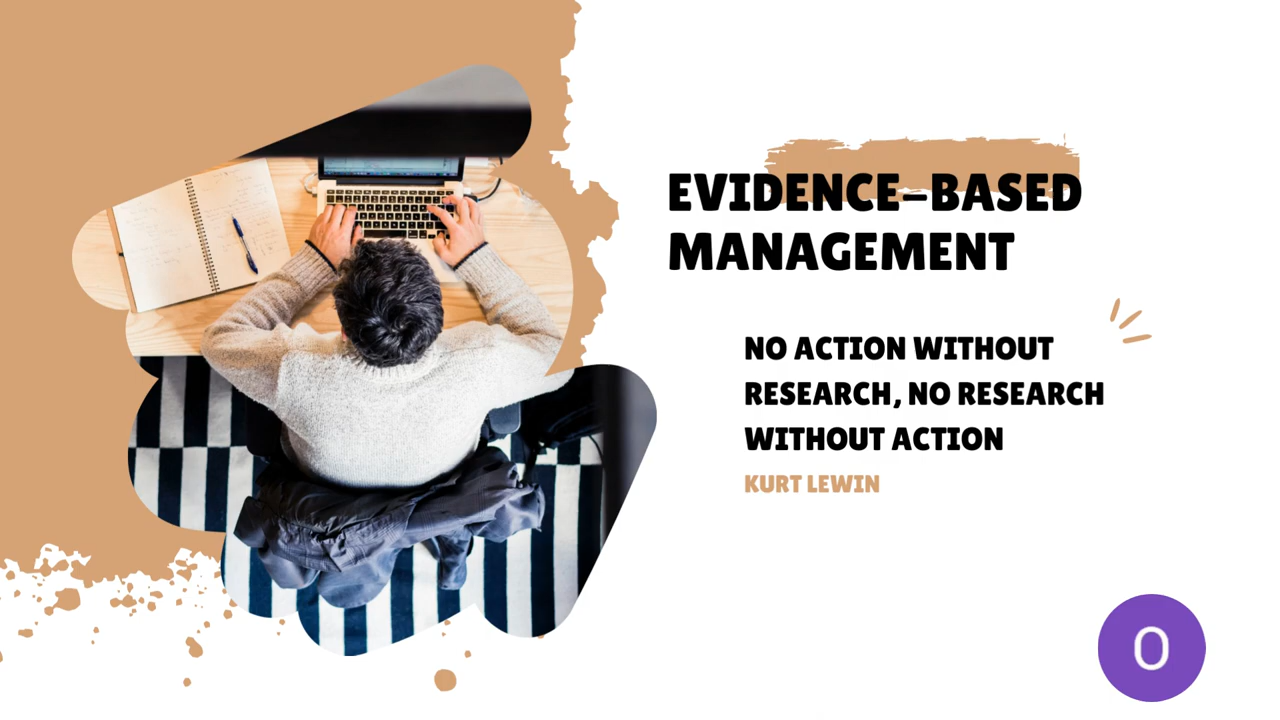 EVIDENCE-BASED
MANAGEMENT
NO ACTION WITHOUT
RESEARCH, NO RESEARCH
WITHOUT ACTION
KURT LEWIN
O